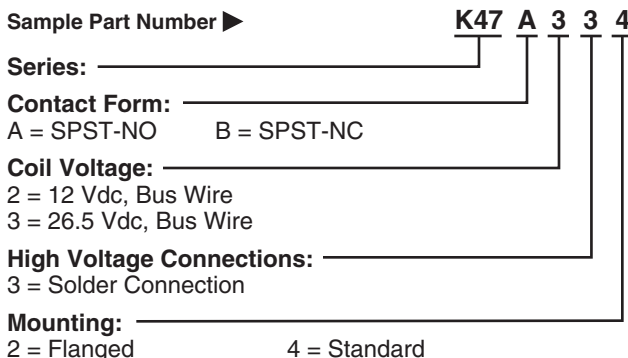 Sample Part Number ▶ K47 A 3 3 4
Series:
Contact Form:
A = SPST-NO B = SPST-NC
Coil Voltage:
2 = 12 Vdc, Bus Wire
3 = 26.5 Vdc, Bus Wire
High Voltage Connections:
3 = Solder Connection
Mounting:
2 = Flanged 4 = Standard